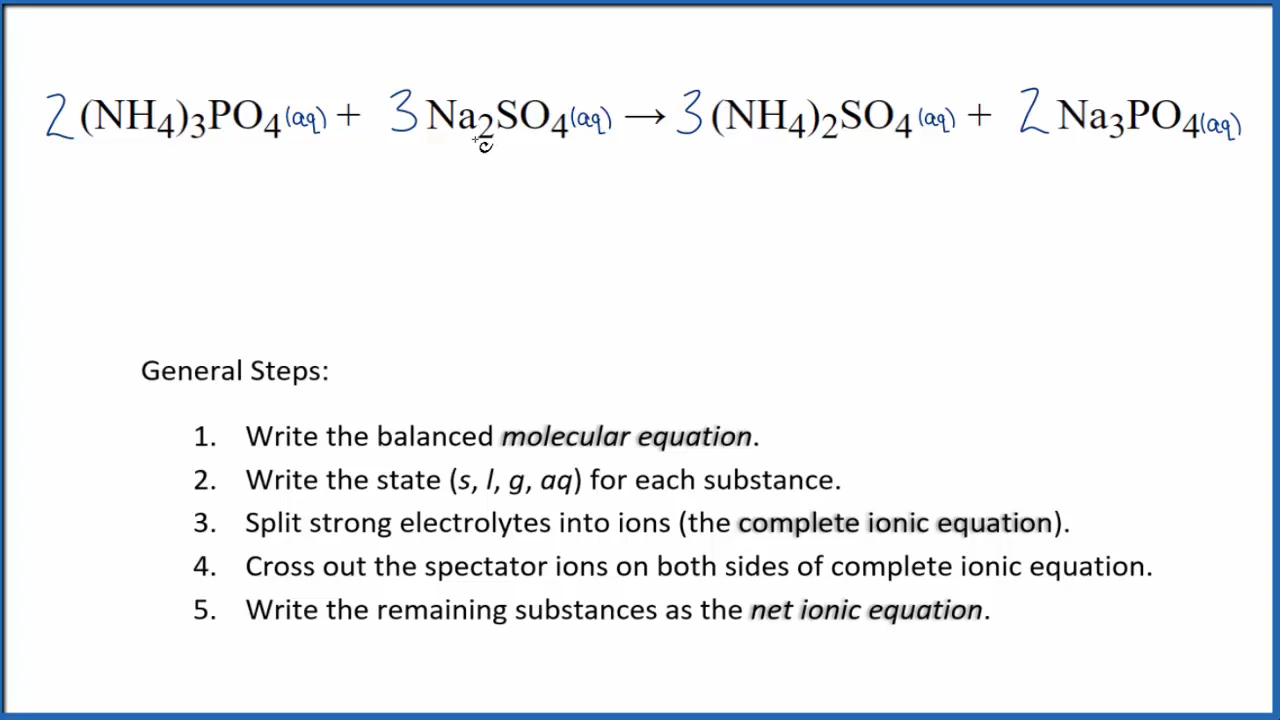 2 (NH4)3PO4(aq) + 3 Na2SO4(aq) → 3 (NH4)2SO4(aq) + 2 Na3PO4(aq)
General Steps:
1. Write the balanced molecular equation.
2. Write the state (s, l, g, aq) for each substance.
3. Split strong electrolytes into ions (the complete ionic equation).
4. Cross out the spectator ions on both sides of complete ionic equation.
5. Write the remaining substances as the net ionic equation.